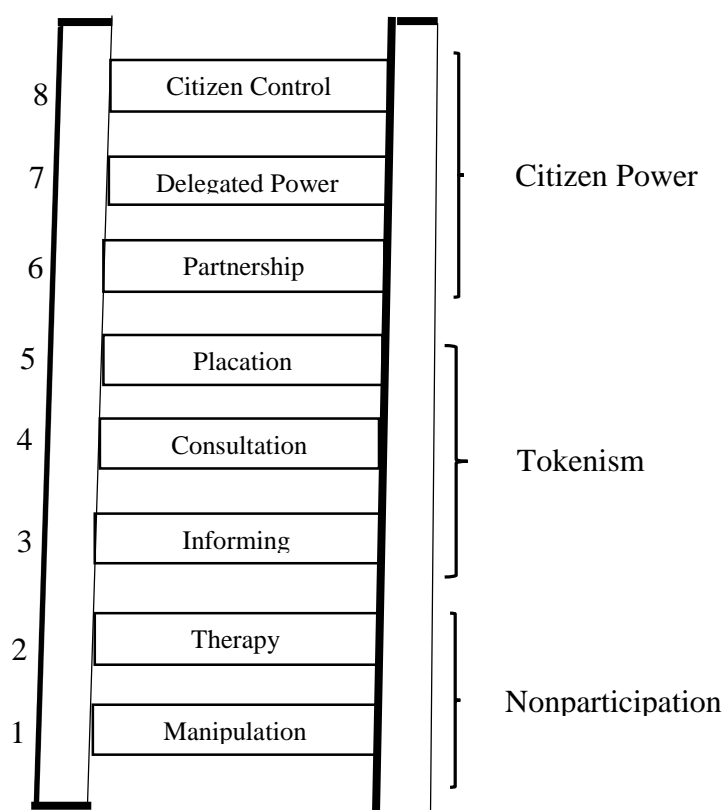 8 Citizen Control
7 Delegated Power Citizen Power
6 Partnership
5 Placation
4 Consultation Tokenism
3 Informing
2 Therapy
Nonparticipation
1 Manipulation